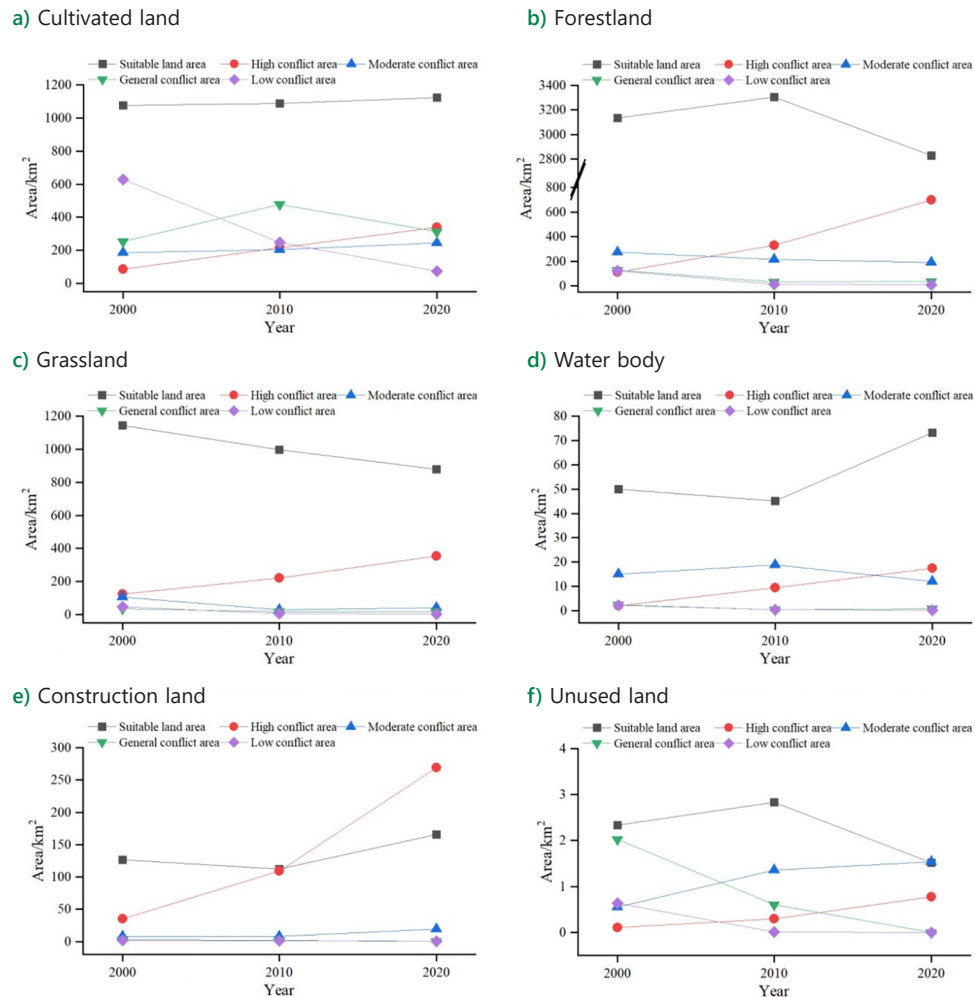 a) Cultivated land
Suitable land area High conflict area Moderate conflict area
General conflict area Low conflict area
1200
1000
800
600
400
200
0
Area/km²
2000 2010 2020
Year
b) Forestland
Suitable land area High conflict area Moderate conflict area
General conflict area Low conflict area
3400
3200
3000
2800
800
600
400
200
0
Area/km²
2000 2010 2020
Year
c) Grassland
Suitable land area High conflict area Moderate conflict area
General conflict area Low conflict area
1200
1000
800
600
400
200
0
Area/km²
2000 2010 2020
Year
d) Water body
Suitable land area High conflict area Moderate conflict area
General conflict area Low conflict area
80
70
60
50
40
30
20
10
0
Area/km²
2000 2010 2020
Year
e) Construction land
Suitable land area High conflict area Moderate conflict area
General conflict area Low conflict area
300
250
200
150
100
50
0
Area/km²
2000 2010 2020
Year
f) Unused land
Suitable land area High conflict area Moderate conflict area
General conflict area Low conflict area
4
3
2
1
0
Area/km²
2000 2010 2020
Year